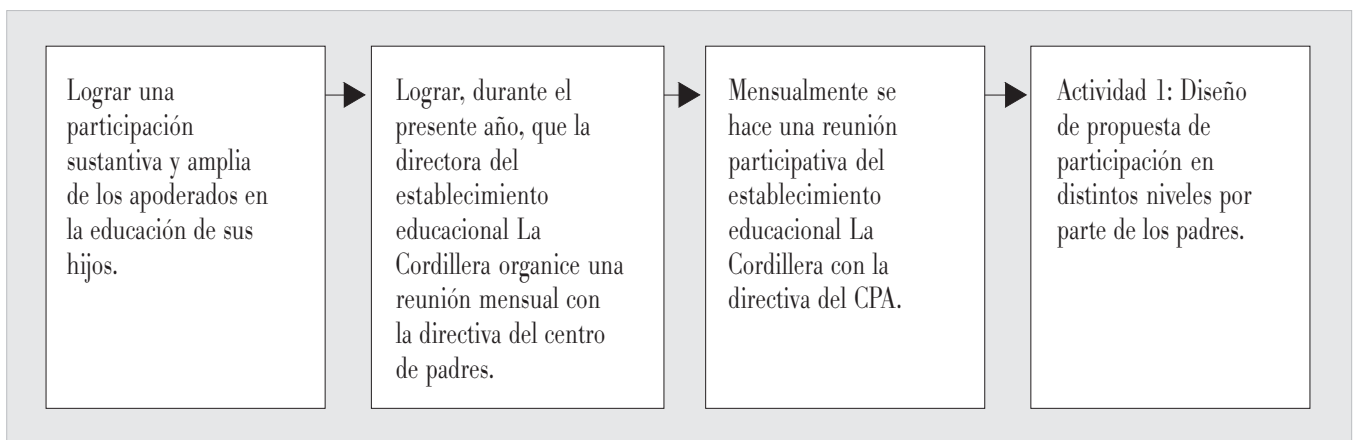 Lograr una
participación
sustantiva y amplia
de los apoderados en
la educación de sus
hijos.
Lograr, durante el
presente año, que la
directora del
establecimiento
educacional La
Cordillera organice una
reunión mensual con
la directiva del centro
de padres.
Mensualmente se
hace una reunión
participativa del
establecimiento
educacional La
Cordillera con la
directiva del CPA.
Actividad 1: Diseño
de propuesta de
participación en
distintos niveles por
parte de los padres.